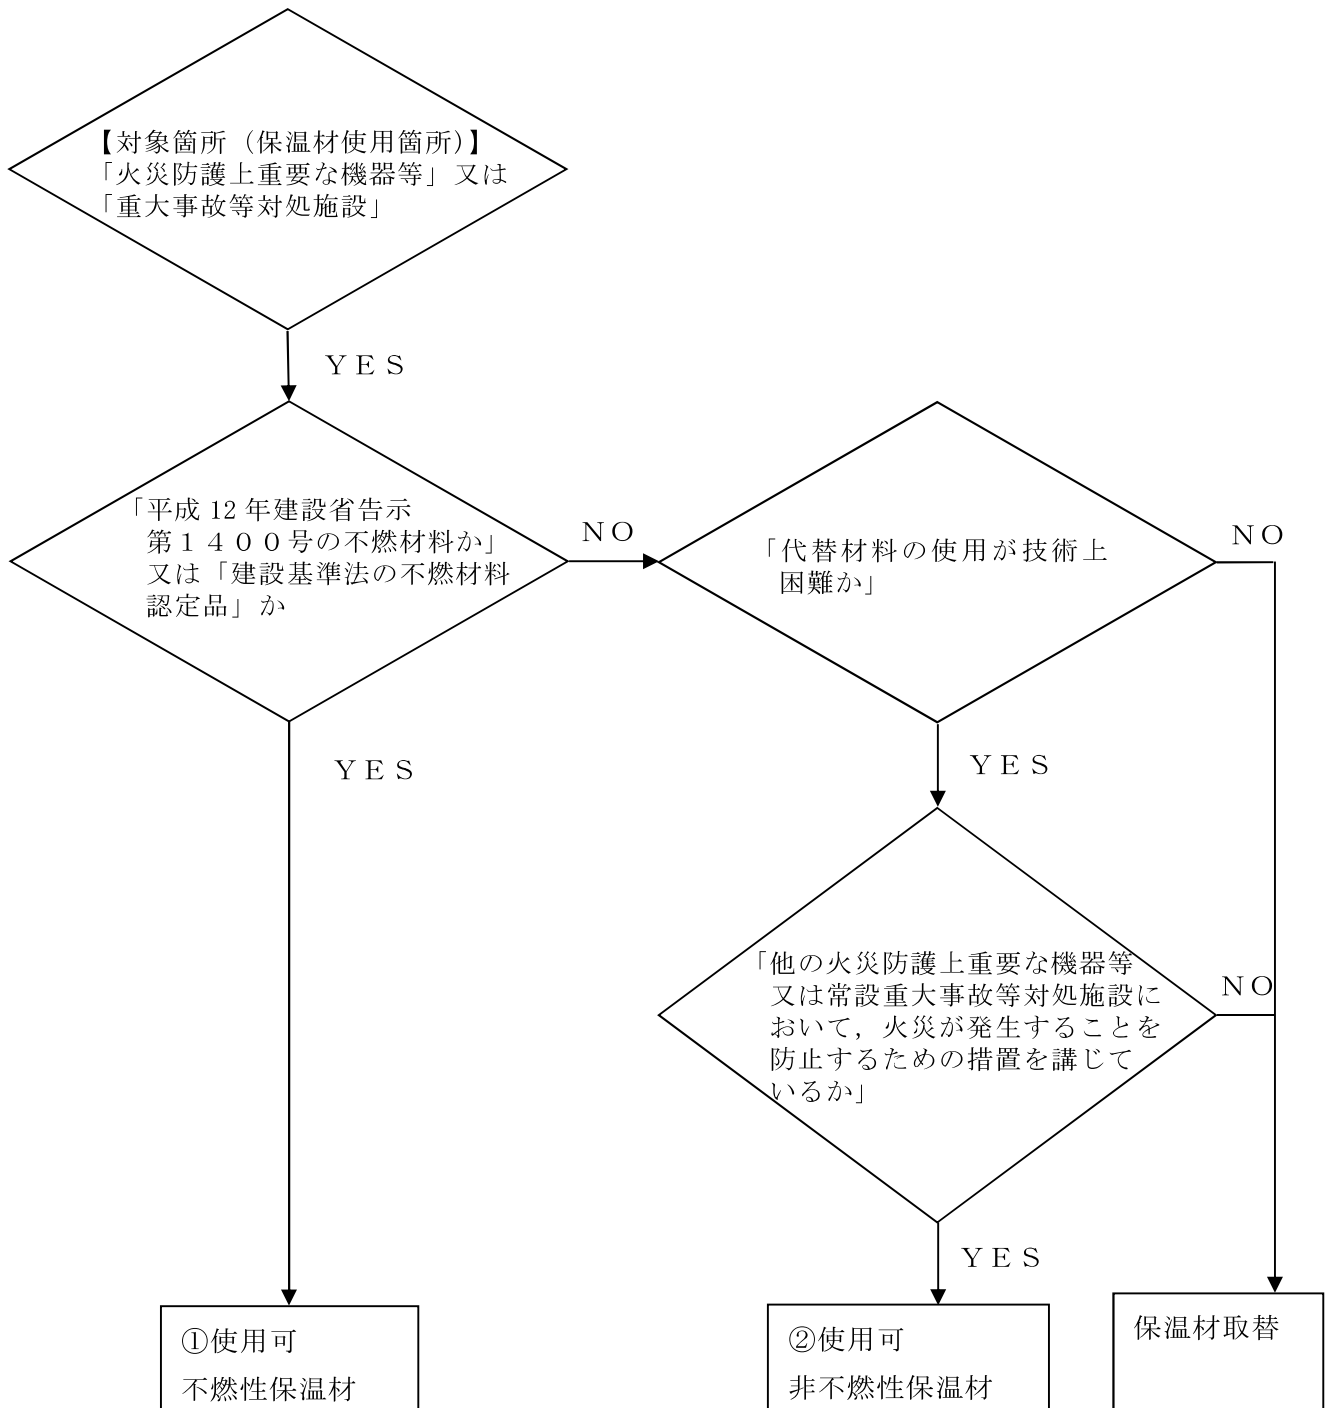 【対象箇所（保温材使用箇所）】
「火災防護上重要な機器等」又は
「重大事故等対処施設」
ＹＥＳ
「平成 12 年建設省告示
第１４００号の不燃材料か」
又は「建設基準法の不燃材料
認定品」か
ＮＯ
「代替材料の使用が技術上
困難か」
ＮＯ
ＹＥＳ
ＹＥＳ
「他の火災防護上重要な機器等
又は常設重大事故等対処施設に
おいて，火災が発生することを
防止するための措置を講じて
いるか」
ＮＯ
ＹＥＳ
①使用可
不燃性保温材
②使用可
非不燃性保温材
保温材取替